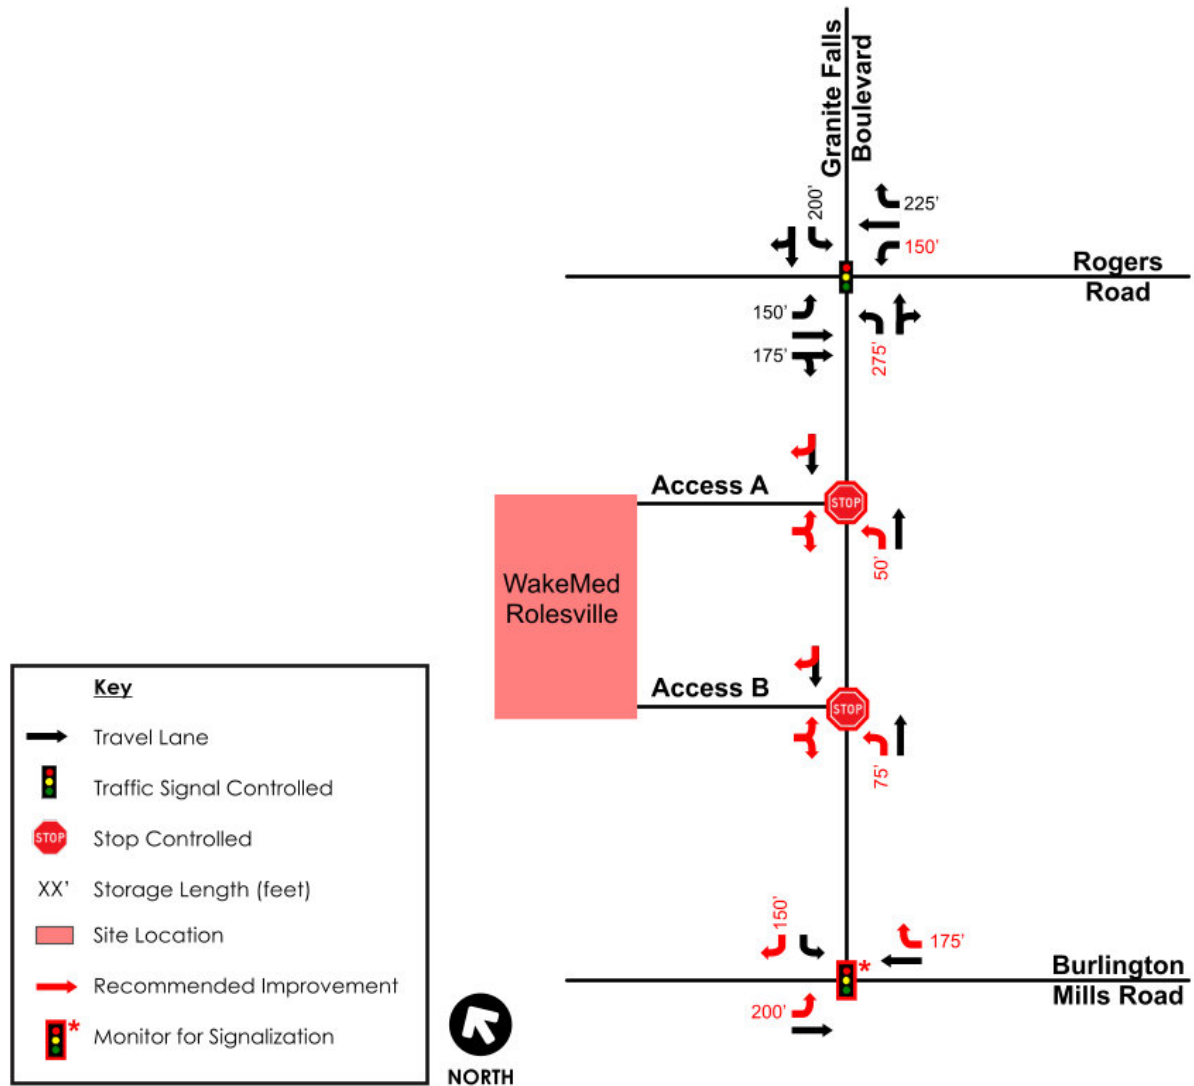 Granite Falls
Boulevard
200'
225'
150'
Rogers
Road
150'
175'
275'
Access A
STOP
50'
WakeMed
Rolesville
Access B
STOP
75'
Key
Travel Lane
Traffic Signal Controlled
STOP
Stop Controlled
XX'
Storage Length (feet)
Site Location
Recommended Improvement
*
Monitor for Signalization
150'
175'
*
Burlington
Mills Road
200'
NORTH